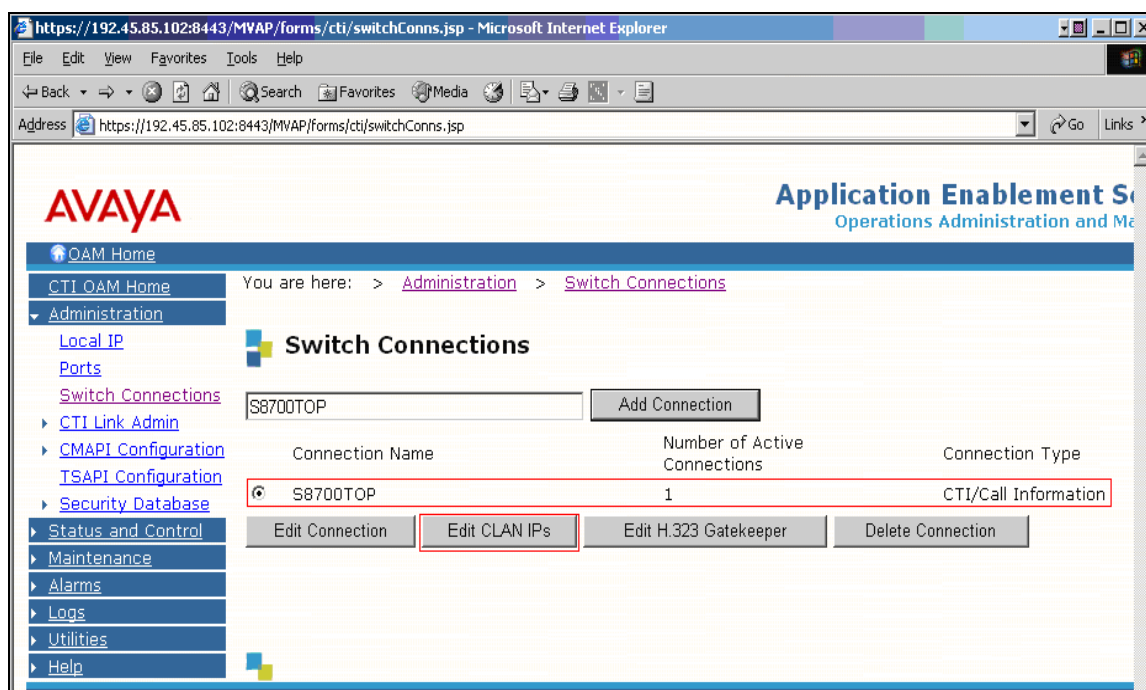 https://192.45.85.102:8443/MVAP/forms/cti/switchConns.jsp - Microsoft Internet Explorer
File Edit View Favorites Tools Help
Back Search Favorites Media
Address https://192.45.85.102:8443/MVAP/forms/cti/switchConns.jsp Go Links
AVAYA
Application Enablement Se
Operations Administration and Ma
OAM Home
CTI OAM Home
You are here: > Administration > Switch Connections
Administration
Local IP
Ports
Switch Connections
CTI Link Admin
CMAPI Configuration
TSAPI Configuration
Security Database
Status and Control
Maintenance
Alarms
Logs
Utilities
Help
Switch Connections
S8700TOP Add Connection
Connection Name Number of Active Connections Connection Type
S8700TOP 1 CTI/Call Information
Edit Connection Edit CLAN IPs Edit H.323 Gatekeeper Delete Connection